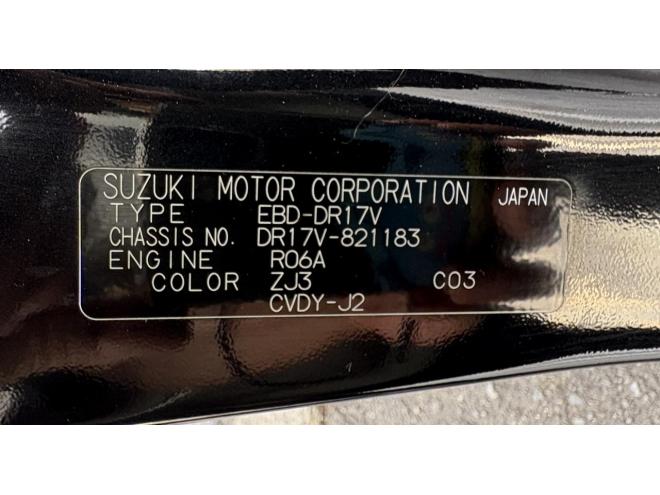 SUZUKI MOTOR CORPORATION JAPAN
TYPE EBD-DR17V
CHASSIS NO. DR17V-821183
ENGINE R06A
COLOR ZJ3 C03
CVDY-J2